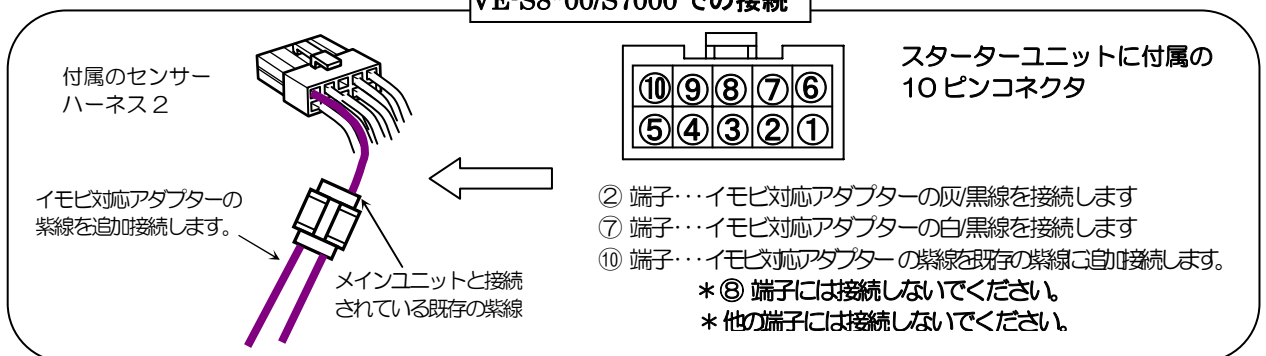 VE-S8*00/S7000 での接続
付属のセンサー
ハーネス2
スターターユニットに付属の
10ピンコネクタ
⑩⑨⑧⑦⑥
⑤④③②①
イモビ対応アダプターの
紫線を追加接続します。
メインユニットと接続
されている既存の紫線
② 端子･･･イモビ対応アダプターの灰/黒線を接続します
⑦ 端子･･･イモビ対応アダプターの白/黒線を接続します
⑩ 端子･･･イモビ対応アダプター の紫線を既存の紫線に追加接続します。
＊⑧ 端子には接続しないでください。
＊他の端子には接続しないでください。